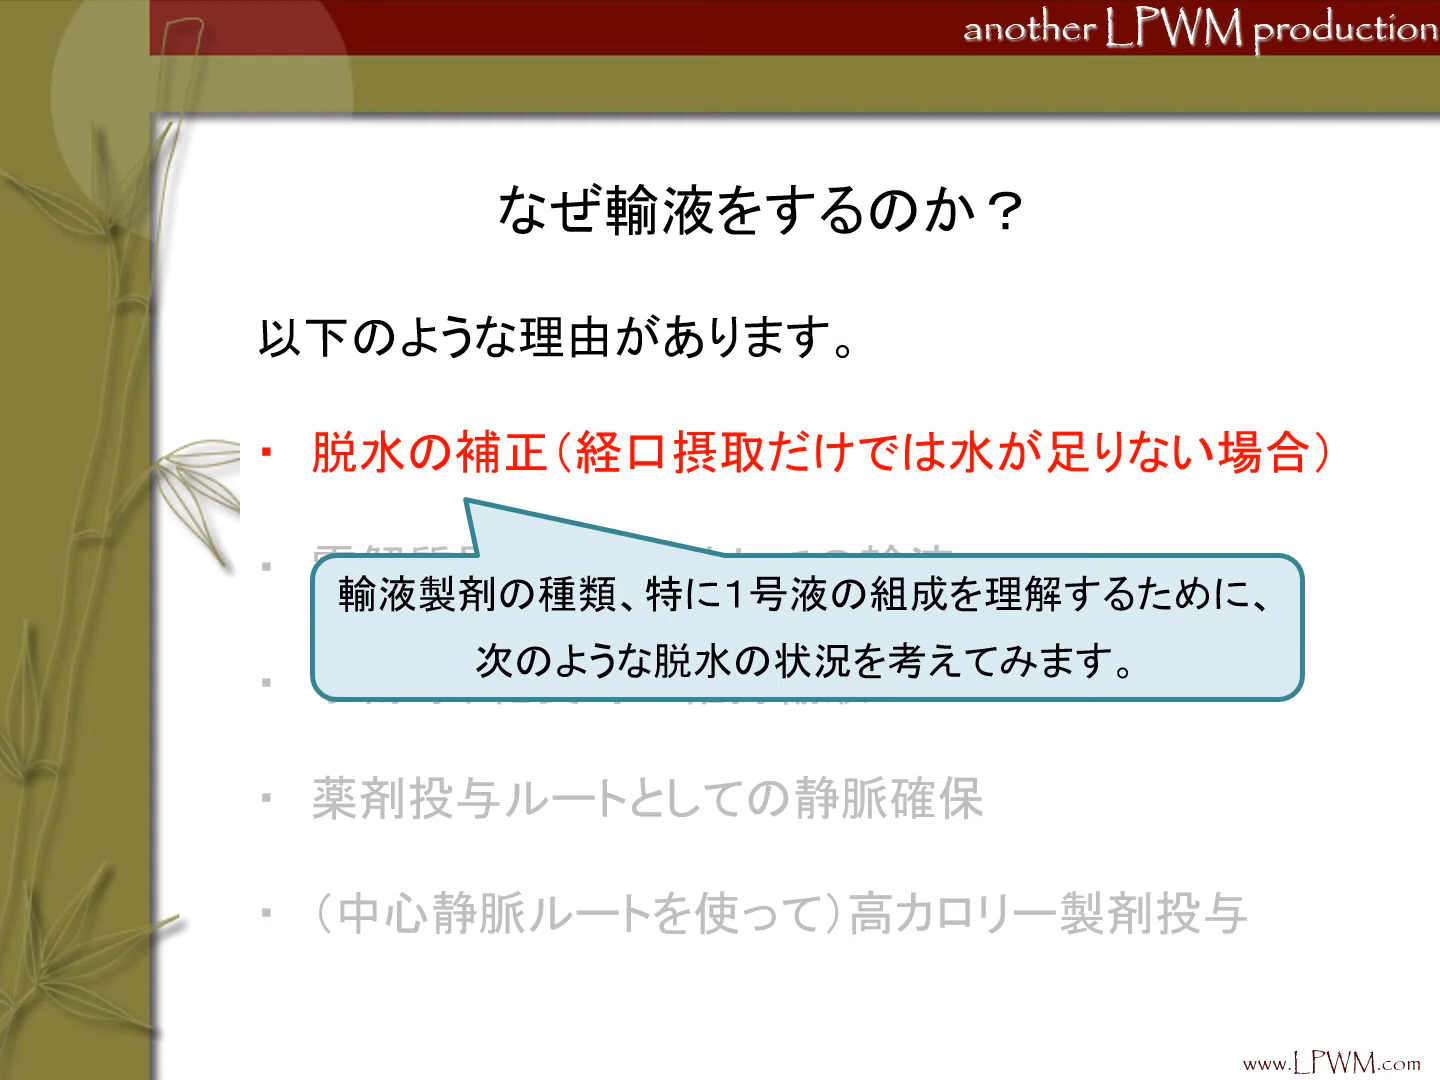 another LPWM production
なぜ輸液をするのか？
以下のような理由があります。
・ 脱水の補正（経口摂取だけでは水が足りない場合）
輸液製剤の種類、特に１号液の組成を理解するために、
次のような脱水の状況を考えてみます。
・ 薬剤投与ルートとしての静脈確保
・ （中心静脈ルートを使って）高カロリー製剤投与
www.LPWM.com